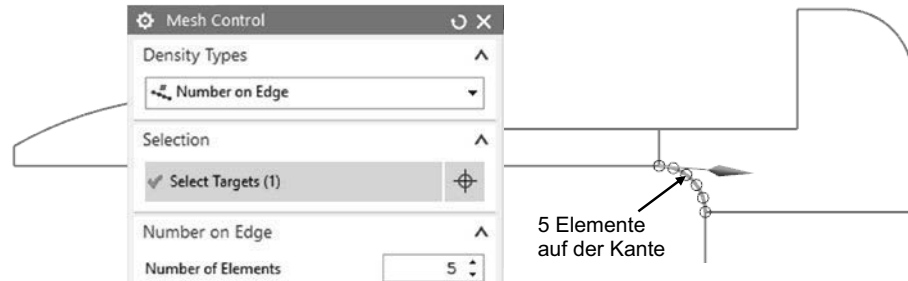 Mesh Control
Density Types
Number on Edge
Selection
Select Targets (1)
Number on Edge
Number of Elements
5
5 Elemente
auf der Kante